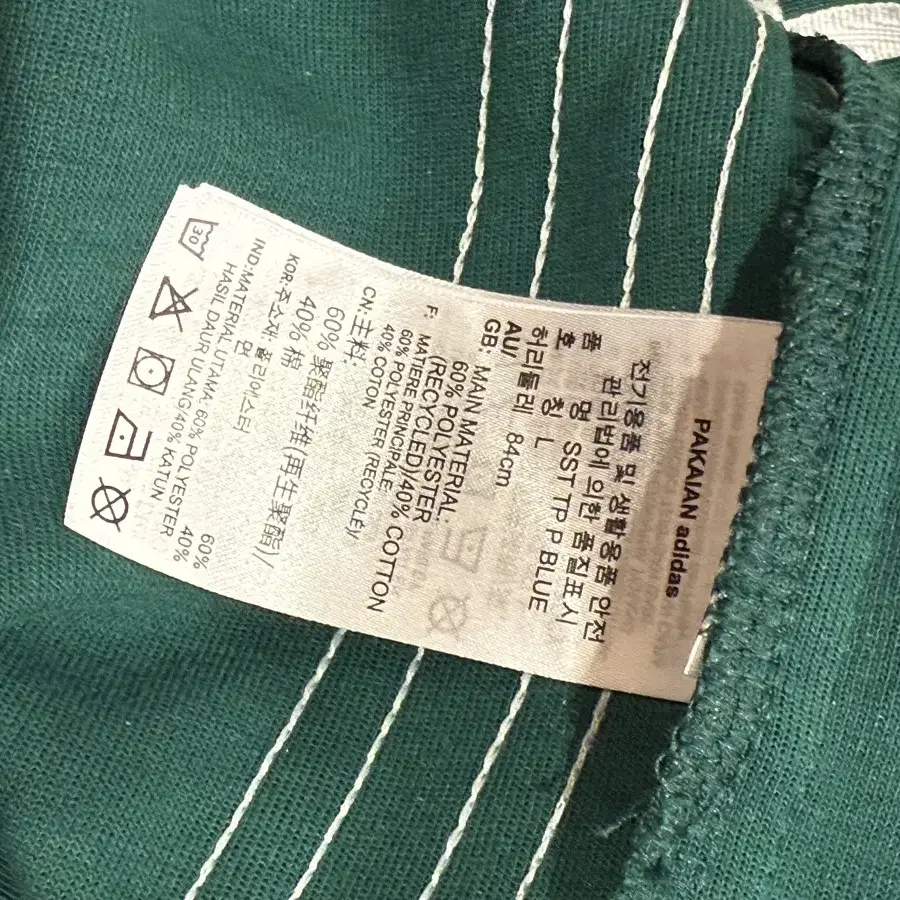 PAKAIAN adidas
전기용품 및 생활용품 안전
관리법에 의한 품질표시
품 명 SST TP P BLUE
호 칭 L
허리둘레 84cm
AU/
GB: MAIN MATERIAL:
60% POLYESTER
(RECYCLED)/40% COTTON
F: MATIERE PRINCIPALE:
60% POLYESTER (RECYCLE)/
40% COTTON
CN:主料:
60% 聚酯纤维(再生聚酯)/
40% 棉
KOR:주소재: 폴리에스터 60%
면 40%
IND:MATERIAL UTAMA: 60% POLYESTER
HASIL DAUR ULANG/40% KATUN
30